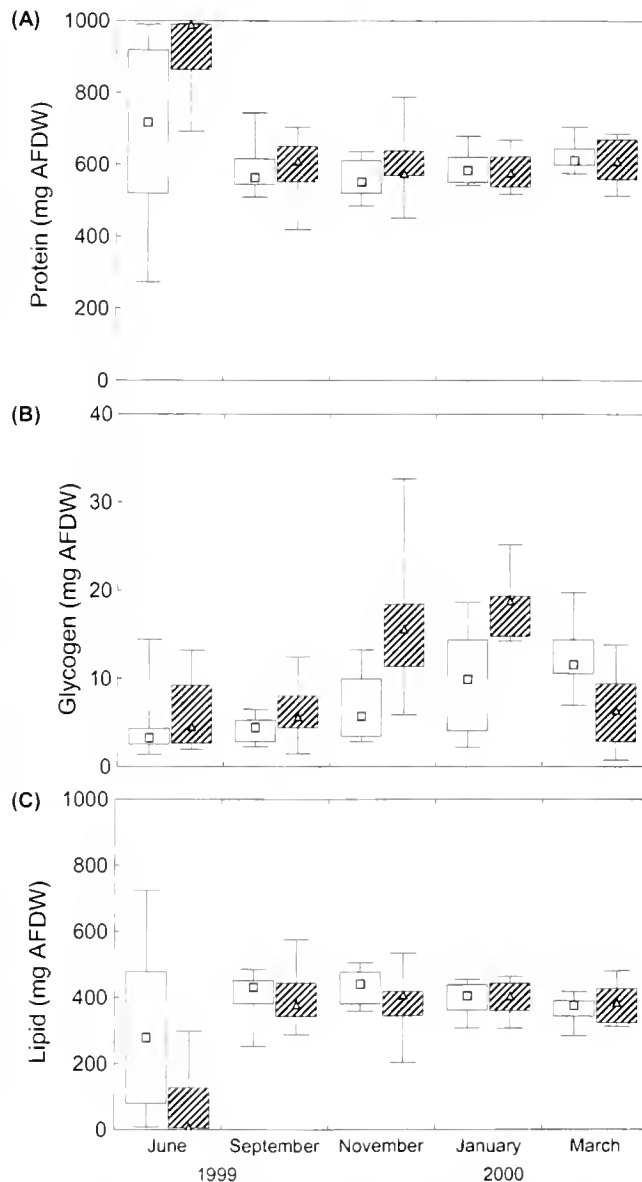 (A)
Protein (mg AFDW)
1000
800
600
400
200
0
(B)
Glycogen (mg AFDW)
40
30
20
10
0
(C)
Lipid (mg AFDW)
1000
800
600
400
200
0
June September November January March
1999 2000